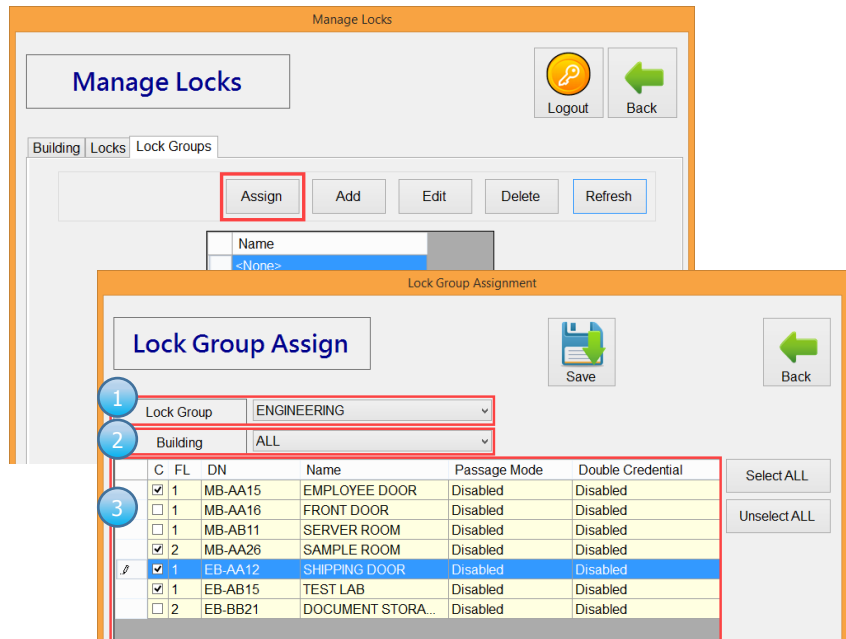 Manage Locks
Manage Locks
Logout
Back
Building Locks Lock Groups
Assign Add Edit Delete Refresh
Name
<None>
Lock Group Assignment
Lock Group Assign
Save
Back
1
Lock Group ENGINEERING
2
Building ALL
C FL DN Name Passage Mode Double Credential
Select ALL
3
1 MB-AA15 EMPLOYEE DOOR Disabled Disabled
1 MB-AA16 FRONT DOOR Disabled Disabled
Unselect ALL
1 MB-AB11 SERVER ROOM Disabled Disabled
2 MB-AA26 SAMPLE ROOM Disabled Disabled
1 EB-AA12 SHIPPING DOOR Disabled Disabled
1 EB-AB15 TEST LAB Disabled Disabled
2 EB-BB21 DOCUMENT STORA... Disabled Disabled